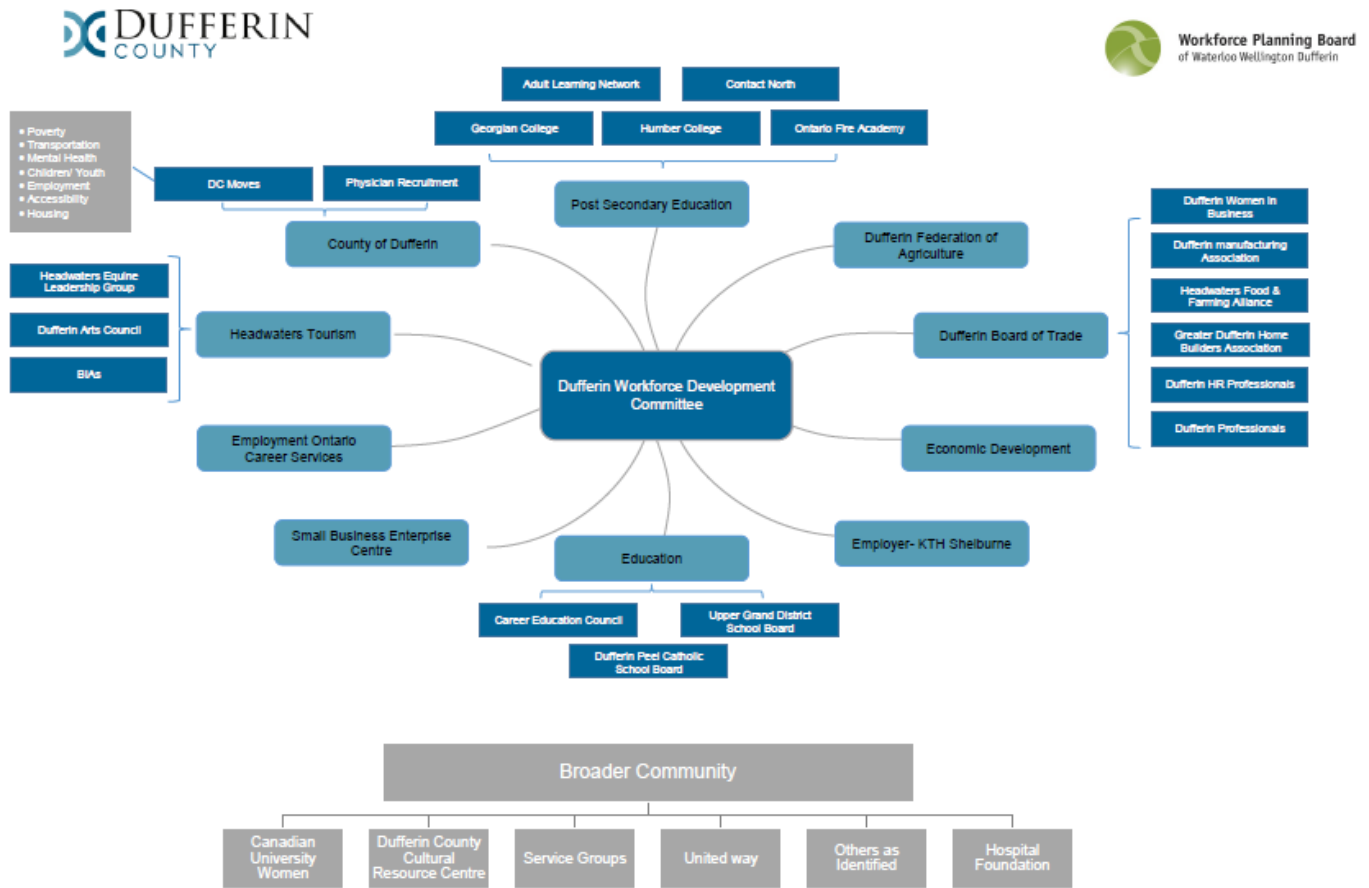 DUFFERIN
COUNTY
Workforce Planning Board
of Waterloo Wellington Dufferin
Adult Learning Network
Contact North
Georgian College
Humber College
Ontario Fire Academy
• Poverty
• Transportation
• Mental Health
• Children/ Youth
• Employment
• Accessibility
• Housing
DC Moves
Physician Recruitment
Post Secondary Education
County of Dufferin
Dufferin Federation of
Agriculture
Dufferin Women in
Business
Dufferin manufacturing
Association
Headwaters Food &
Farming Alliance
Greater Dufferin Home
Builders Association
Dufferin HR Professionals
Dufferin Professionals
Headwaters Equine
Leadership Group
Dufferin Arts Council
BIAs
Headwaters Tourism
Dufferin Board of Trade
Dufferin Workforce Development
Committee
Employment Ontario
Career Services
Economic Development
Small Business Enterprise
Centre
Education
Employer- KTH Shelburne
Career Education Council
Upper Grand District
School Board
Dufferin Peel Catholic
School Board
Broader Community
Canadian
University
Women
Dufferin County
Cultural
Resource Centre
Service Groups
United way
Others as
Identified
Hospital
Foundation